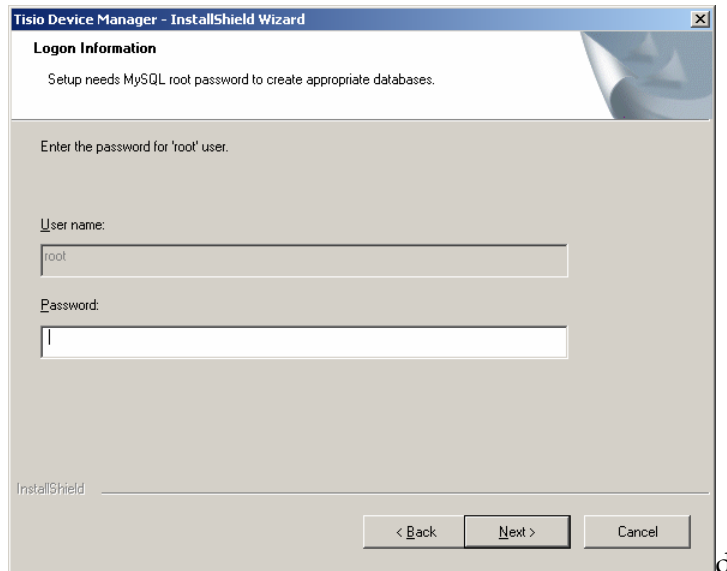 Tisio Device Manager - InstallShield Wizard
Logon Information
Setup needs MySQL root password to create appropriate databases.
Enter the password for 'root' user.
User name:
root
Password:
InstallShield
< Back Next > Cancel